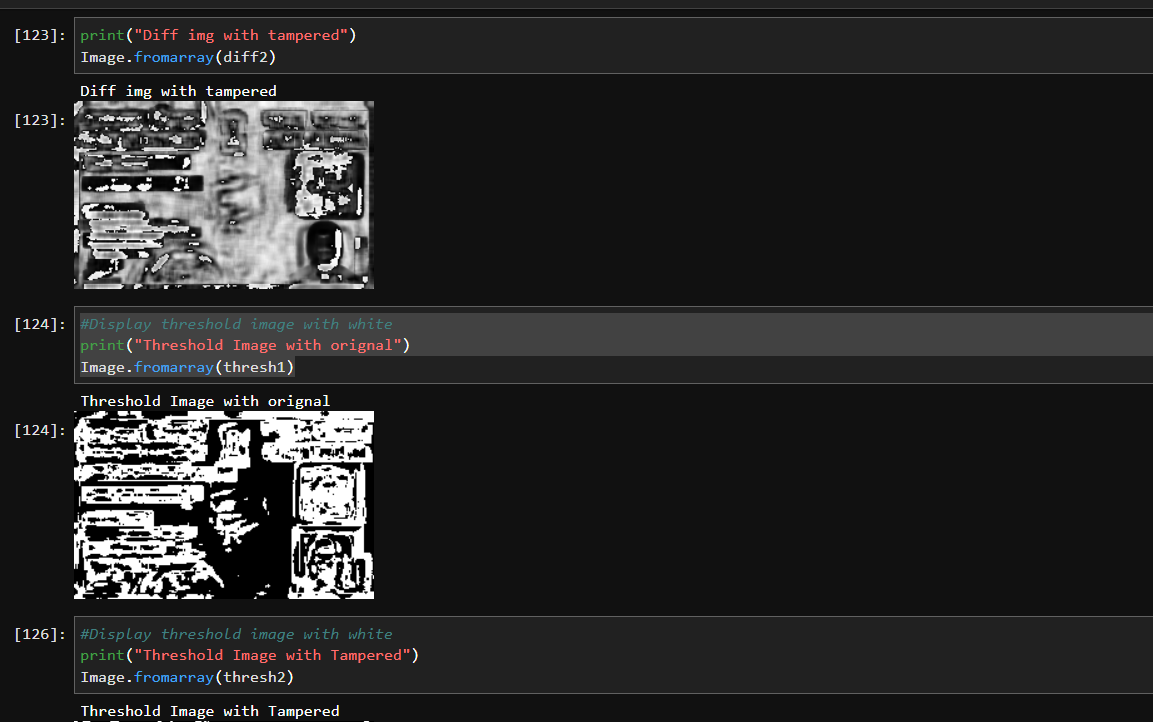 [123]:
print("Diff img with tampered")
Image.fromarray(diff2)
Diff img with tampered
[123]:
[124]:
#Display threshold image with white
print("Threshold Image with orignal")
Image.fromarray(thresh1)
Threshold Image with orignal
[124]:
[126]:
#Display threshold image with white
print("Threshold Image with Tampered")
Image.fromarray(thresh2)
Threshold Image with Tampered